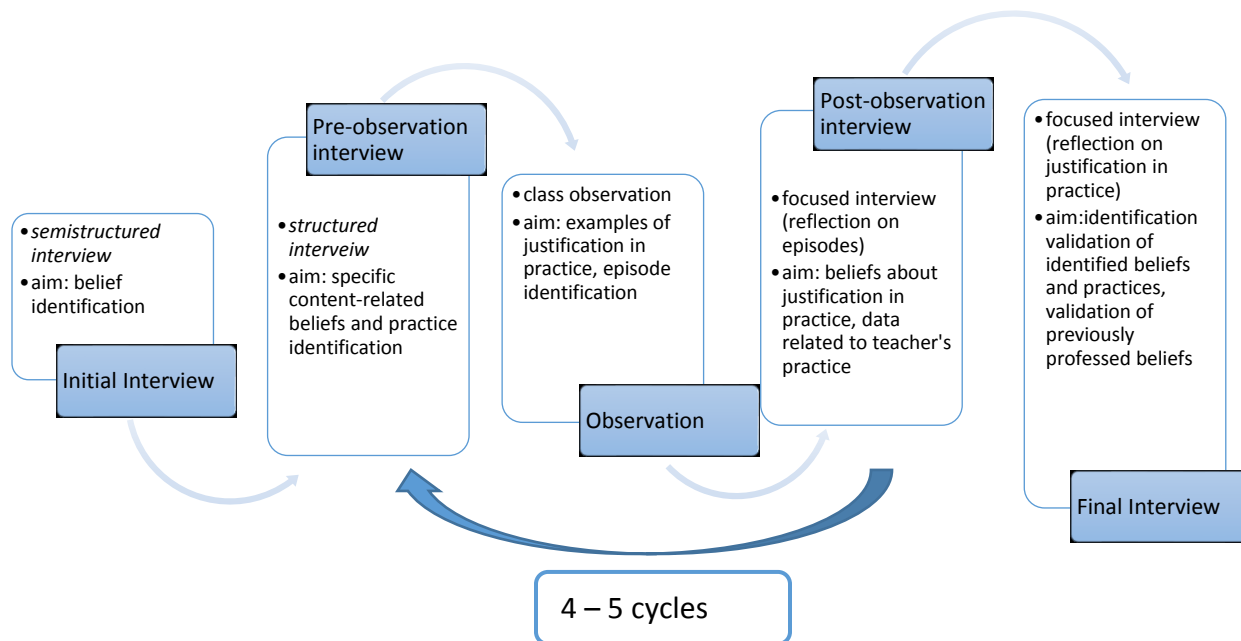 •semistructured
interview
•aim: belief
identification
Initial Interview
Pre-observation
interview
•structured
interveiw
•aim: specific
content-related
beliefs and practice
identification
•class observation
•aim: examples of
justification in
practice, episode
identification
Observation
Post-observation
interview
•focused interview
(reflection on
episodes)
•aim: beliefs about
justification in
practice, data
related to teacher's
practice
•focused interview
(reflection on
justification in
practice)
•aim:identification
validation of
identified beliefs
and practices,
validation of
previously
professed beliefs
Final Interview
4 – 5 cycles